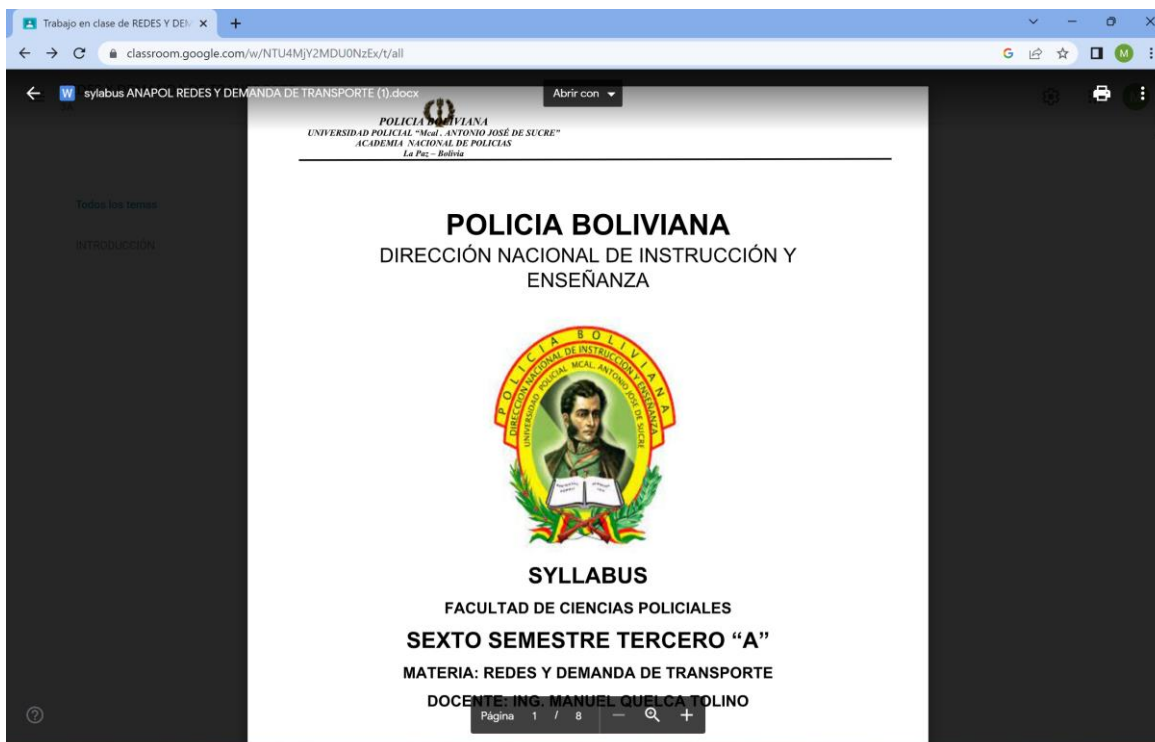 Trabajo en clase de REDES Y DEM
classroom.google.com/w/NTU4MjY2MDU0NzEx/t/all
G
M
W
sylabus ANAPOL REDES Y DEMANDA DE TRANSPORTE (1).docx
Abrir con
POLICIA BOLIVIANA
UNIVERSIDAD POLICIAL “Mcal . ANTONIO JOSÉ DE SUCRE”
ACADEMIA NACIONAL DE POLICIAS
La Paz – Bolivia
Todos los temas
INTRODUCCIÓN
POLICIA BOLIVIANA
DIRECCIÓN NACIONAL DE INSTRUCCIÓN Y
ENSEÑANZA
POLICIA BOLIVIANA
DIRECCIÓN NACIONAL DE INSTRUCCIÓN Y ENSEÑANZA
UNIVERSIDAD POLICIAL MCAL. ANTONIO JOSE DE SUCRE
SYLLABUS
FACULTAD DE CIENCIAS POLICIALES
SEXTO SEMESTRE TERCERO “A”
MATERIA: REDES Y DEMANDA DE TRANSPORTE
DOCENTE: ING. MANUEL QUELCA TOLINO
Página 1 / 8